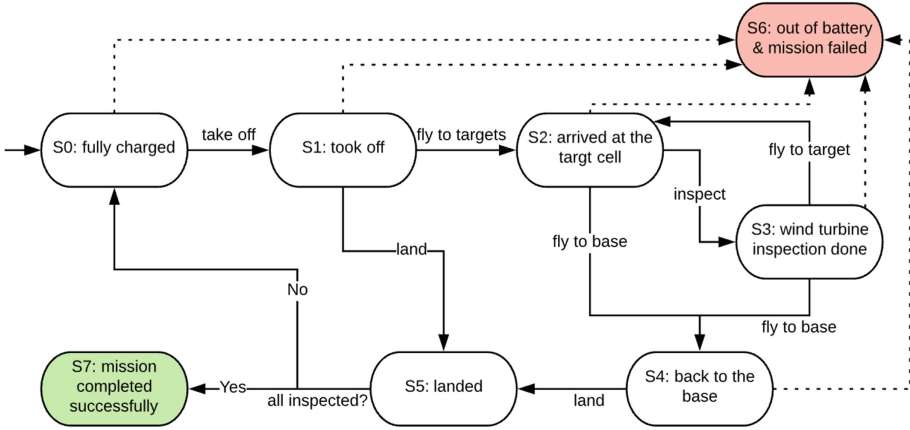 S6: out of battery
& mission failed
take off
fly to targets
S0: fully charged
S1: took off
S2: arrived at the
targt cell
fly to target
inspect
S3: wind turbine
inspection done
fly to base
land
No
fly to base
S7: mission
completed
successfully
Yes
all inspected?
S5: landed
land
S4: back to the
base